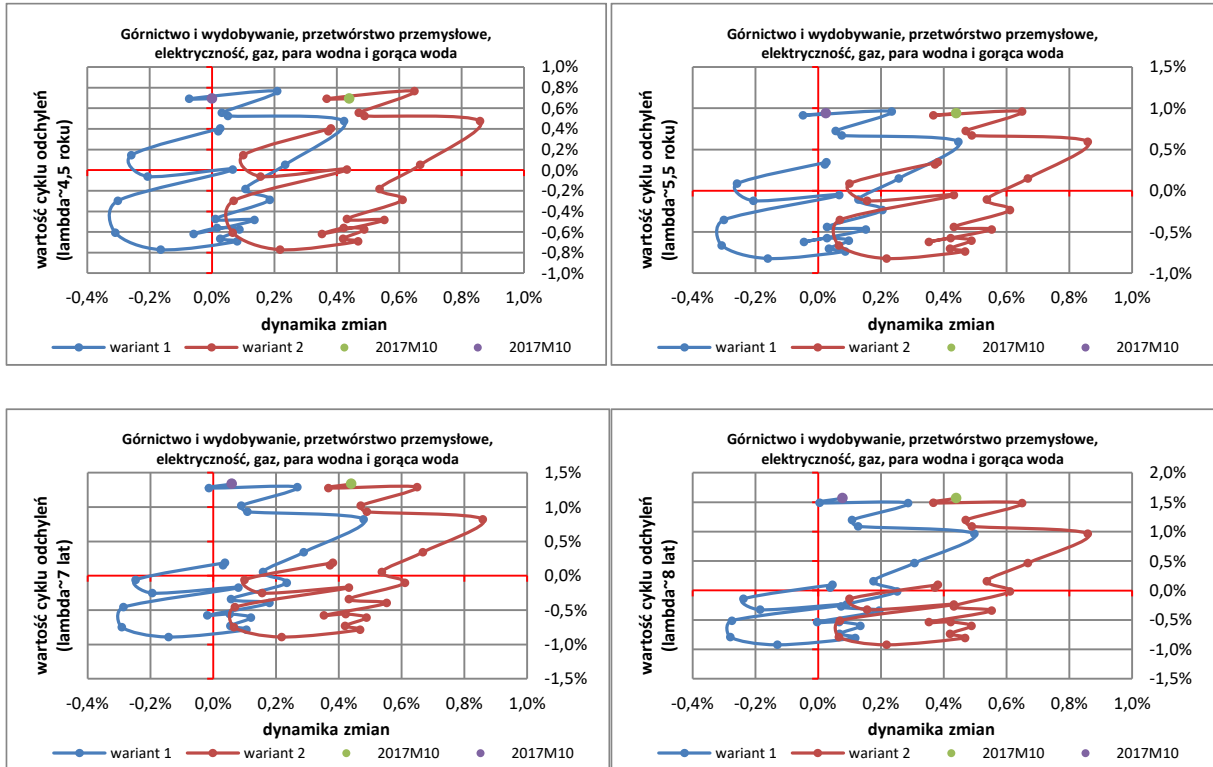 Górnictwo i wydobywanie, przetwórstwo przemysłowe,
elektryczność, gaz, para wodna i gorąca woda
wartość cyklu odchyleń
(lambda~4,5 roku)
1,0%
0,8%
0,6%
0,4%
0,2%
0,0%
-0,2%
-0,4%
-0,6%
-0,8%
-1,0%
-0,4% -0,2% 0,0% 0,2% 0,4% 0,6% 0,8% 1,0%
dynamika zmian
wariant 1 wariant 2 2017M10 2017M10
Górnictwo i wydobywanie, przetwórstwo przemysłowe,
elektryczność, gaz, para wodna i gorąca woda
wartość cyklu odchyleń
(lambda~5,5 roku)
1,5%
1,0%
0,5%
0,0%
-0,5%
-1,0%
-0,4% -0,2% 0,0% 0,2% 0,4% 0,6% 0,8% 1,0%
dynamika zmian
wariant 1 wariant 2 2017M10 2017M10
Górnictwo i wydobywanie, przetwórstwo przemysłowe,
elektryczność, gaz, para wodna i gorąca woda
wartość cyklu odchyleń
(lambda~7 lat)
1,5%
1,0%
0,5%
0,0%
-0,5%
-1,0%
-1,5%
-0,4% -0,2% 0,0% 0,2% 0,4% 0,6% 0,8% 1,0%
dynamika zmian
wariant 1 wariant 2 2017M10 2017M10
Górnictwo i wydobywanie, przetwórstwo przemysłowe,
elektryczność, gaz, para wodna i gorąca woda
wartość cyklu odchyleń
(lambda~8 lat)
2,0%
1,5%
1,0%
0,5%
0,0%
-0,5%
-1,0%
-1,5%
-0,4% -0,2% 0,0% 0,2% 0,4% 0,6% 0,8% 1,0%
dynamika zmian
wariant 1 wariant 2 2017M10 2017M10